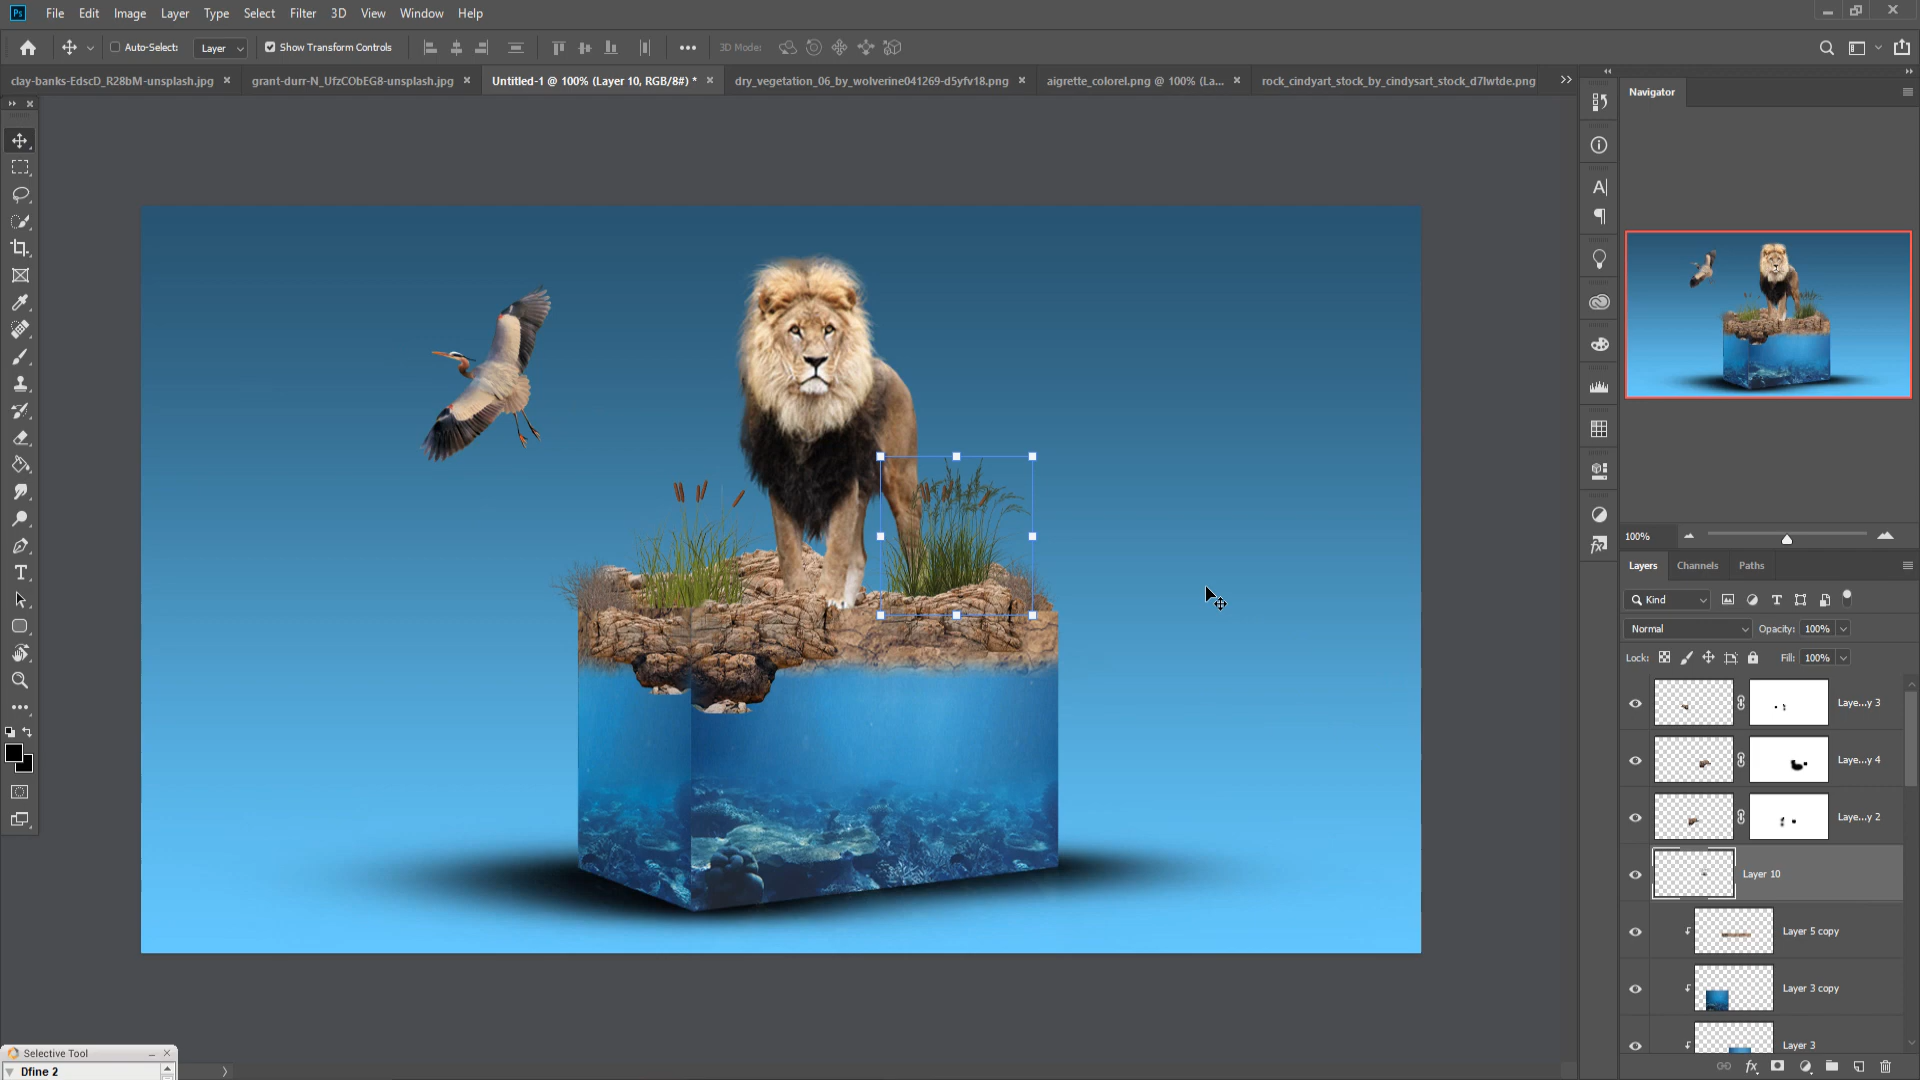 Ps File Edit Image Layer Type Select Filter 3D View Window Help
Auto-Select: Layer Show Transform Controls 3D Mode:
clay-banks-EdscD_R28bM-unsplash.jpg grant-durr-N_UfzCObEG8-unsplash.jpg Untitled-1 @ 100% (Layer 10, RGB/8#) * dry_vegetation_06_by_wolverine041269-d5yfv18.png aigrette_colorel.png @ 100% (La... rock_cindyart_stock_by_cindysart_stock_d7lwtde.png
Navigator
100%
Layers Channels Paths
Kind
Normal Opacity: 100%
Lock: Fill: 100%
Laye...y 3
Laye...y 4
Laye...y 2
Layer 10
Layer 5 copy
Layer 3 copy
Layer 3
Selective Tool
Dfine 2